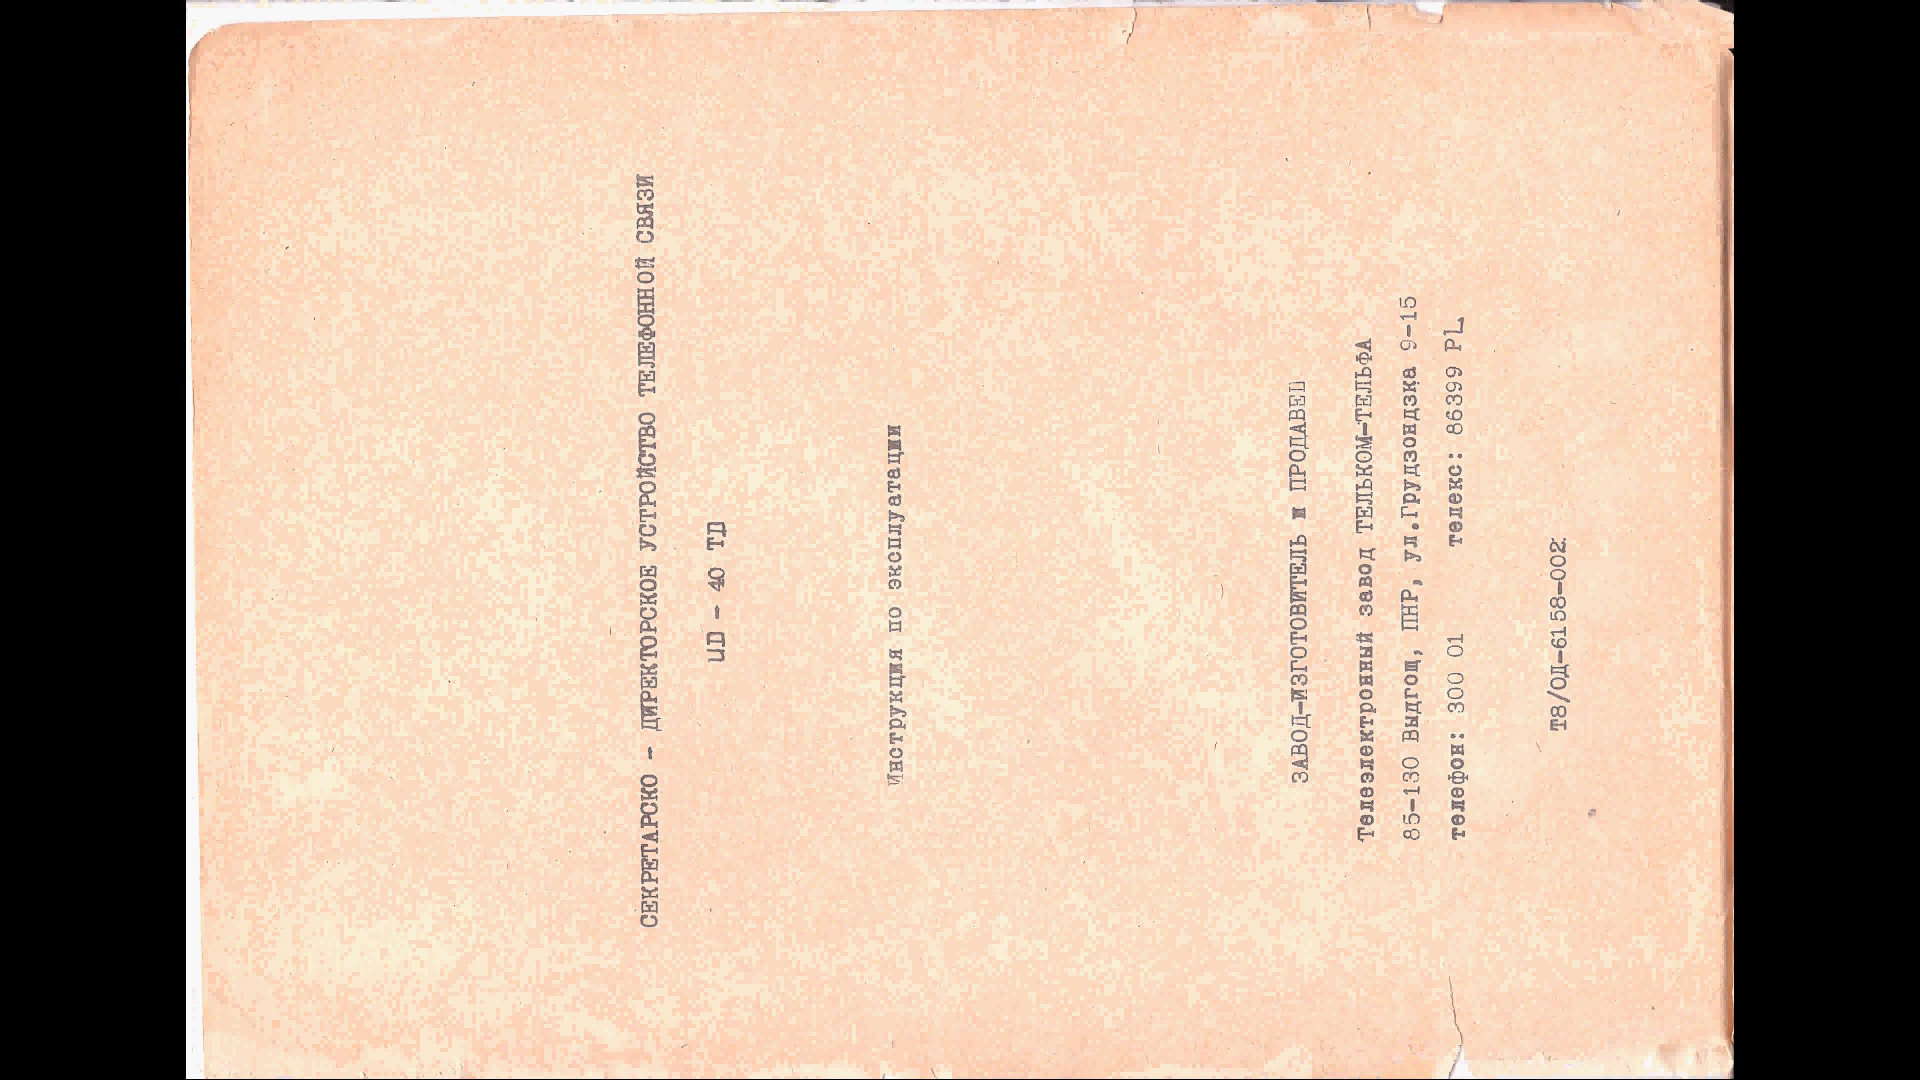 СЕКРЕТАРСКО - ДИРЕКТОРСКОЕ УСТРОЙСТВО ТЕЛЕФОННОЙ СВЯЗИ
UD - 40 TD
Инструкция по эксплуатации
ЗАВОД-ИЗГОТОВИТЕЛЬ и ПРОДАВЕЦ
Телеэлектронный завод ТЕЛЬКОМ-ТЕЛЬФА
85-130 Выдгощ, ПНР, ул.Грудзондзка 9-15
телефон: 300 01 телекс: 86399 PL
Т8/ОД-6158-002